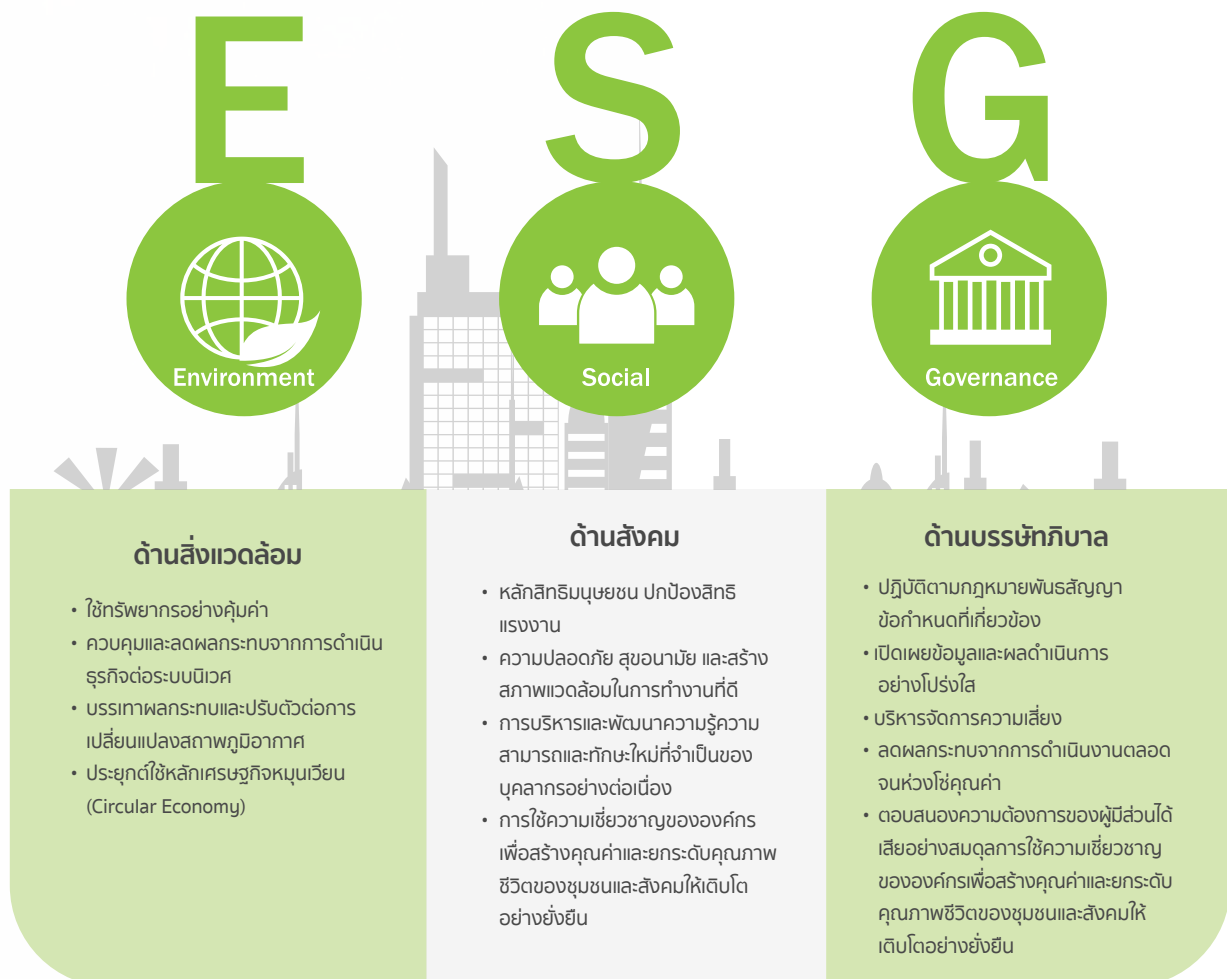 E
S
G
Environment
Social
Governance
ด้านสิ่งแวดล้อม
• ใช้ทรัพยากรอย่างคุ้มค่า
• ควบคุมและลดผลกระทบจากการดำเนิน
ธุรกิจต่อระบบนิเวศ
• บรรเทาผลกระทบและปรับตัวต่อการ
เปลี่ยนแปลงสถาพภูมิอากาศ
• ประยุกต์ใช้หลักเศรษฐกิจหมุนเวียน
(Circular Economy)
ด้านสังคม
• หลักสิทธิมนุษยชน ปกป้องสิทธิ
แรงงาน
• ความปลอดภัย สุขอนามัย และสร้าง
สภาพแวดล้อมในการทำงานที่ดี
• การบริหารและพัฒนาความรู้ความ
สามารถและทักษะใหม่ที่จำเป็นของ
บุคลากรอย่างต่อเนื่อง
• การใช้ความเชี่ยวชาญขององค์กร
เพื่อสร้างคุณค่าและยกระดับคุณภาพ
ชีวิตของชุมชนและสังคมให้เติบโต
อย่างยั่งยืน
ด้านบรรษัทภิบาล
• ปฏิบัติตามกฎหมายพันธสัญญา
ข้อกำหนดที่เกี่ยวข้อง
• เปิดเผยข้อมูลและผลดำเนินการ
อย่างโปร่งใส
• บริหารจัดการความเสี่ยง
• ลดผลกระทบจากการดำเนินงานตลอด
จนห่วงโซ่คุณค่า
• ตอบสนองความต้องการของผู้มีส่วนได้
เสียอย่างสมดุลการใช้ความเชี่ยวชาญ
ขององค์กรเพื่อสร้างคุณค่าและยกระดับ
คุณภาพชีวิตของชุมชนและสังคมให้
เติบโตอย่างยั่งยืน